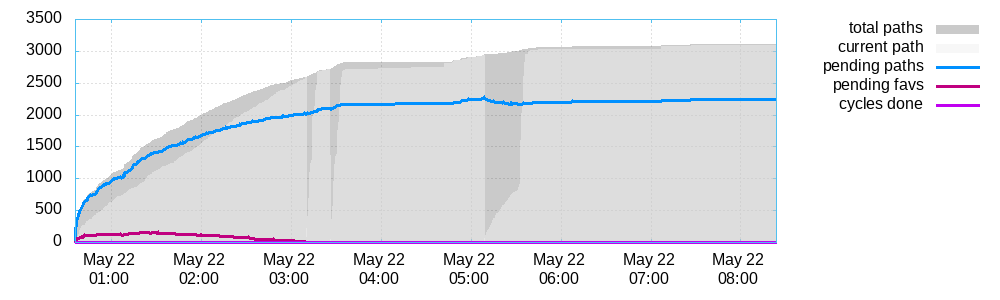 3500
3000
2500
2000
1500
1000
500
0
May 22 May 22 May 22 May 22 May 22 May 22 May 22 May 22
01:00 02:00 03:00 04:00 05:00 06:00 07:00 08:00
total paths
current path
pending paths
pending favs
cycles done